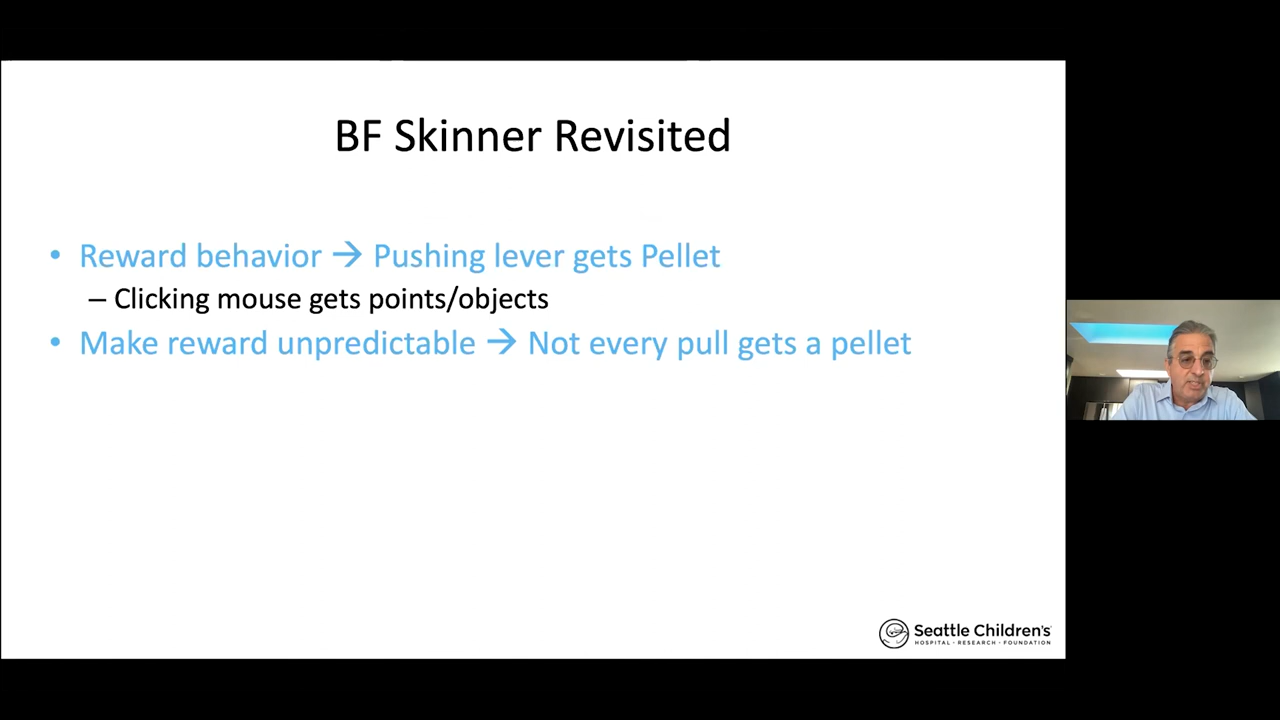 BF Skinner Revisited
• Reward behavior → Pushing lever gets Pellet
– Clicking mouse gets points/objects
• Make reward unpredictable → Not every pull gets a pellet
Seattle Children's
HOSPITAL • RESEARCH • FOUNDATION